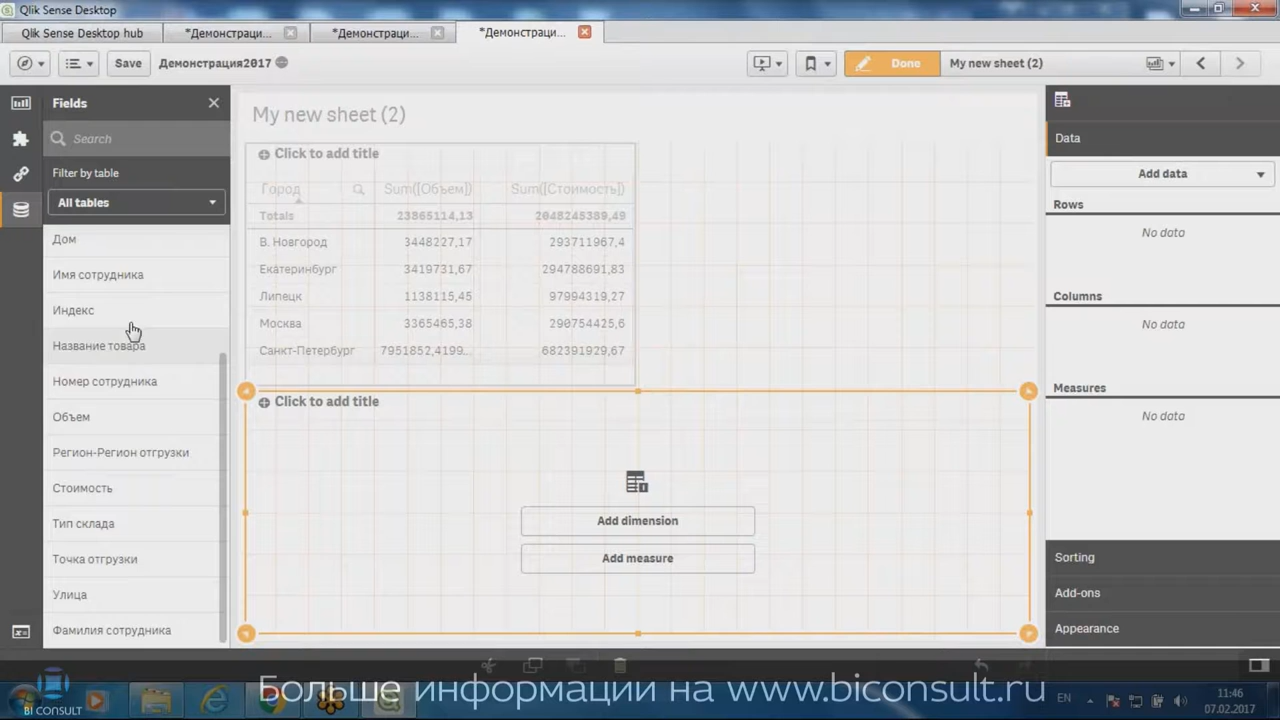 Qlik Sense Desktop
Qlik Sense Desktop hub
*Демонстраци...
*Демонстраци...
*Демонстраци...
Save
Демонстрация2017
Done
My new sheet (2)
Fields
Search
Filter by table
All tables
Дом
Имя сотрудника
Индекс
Название товара
Номер сотрудника
Объем
Регион-Регион отгрузки
Стоимость
Тип склада
Точка отгрузки
Улица
Фамилия сотрудника
My new sheet (2)
Click to add title
Город Sum([Объем]) Sum([Стоимость])
Totals 23865114,13 2048245389,49
В. Новгород 3448227,17 293711967,4
Екатеринбург 3419731,67 294788691,83
Липецк 1138115,45 97994319,27
Москва 3365465,38 290754425,6
Санкт-Петербург 7951852,4199... 682391929,67
Click to add title
Add dimension
Add measure
Data
Add data
Rows
No data
Columns
No data
Measures
No data
Sorting
Add-ons
Appearance
Больше информации на www.biconsult.ru
BI CONSULT
EN
11:46
07.02.2017